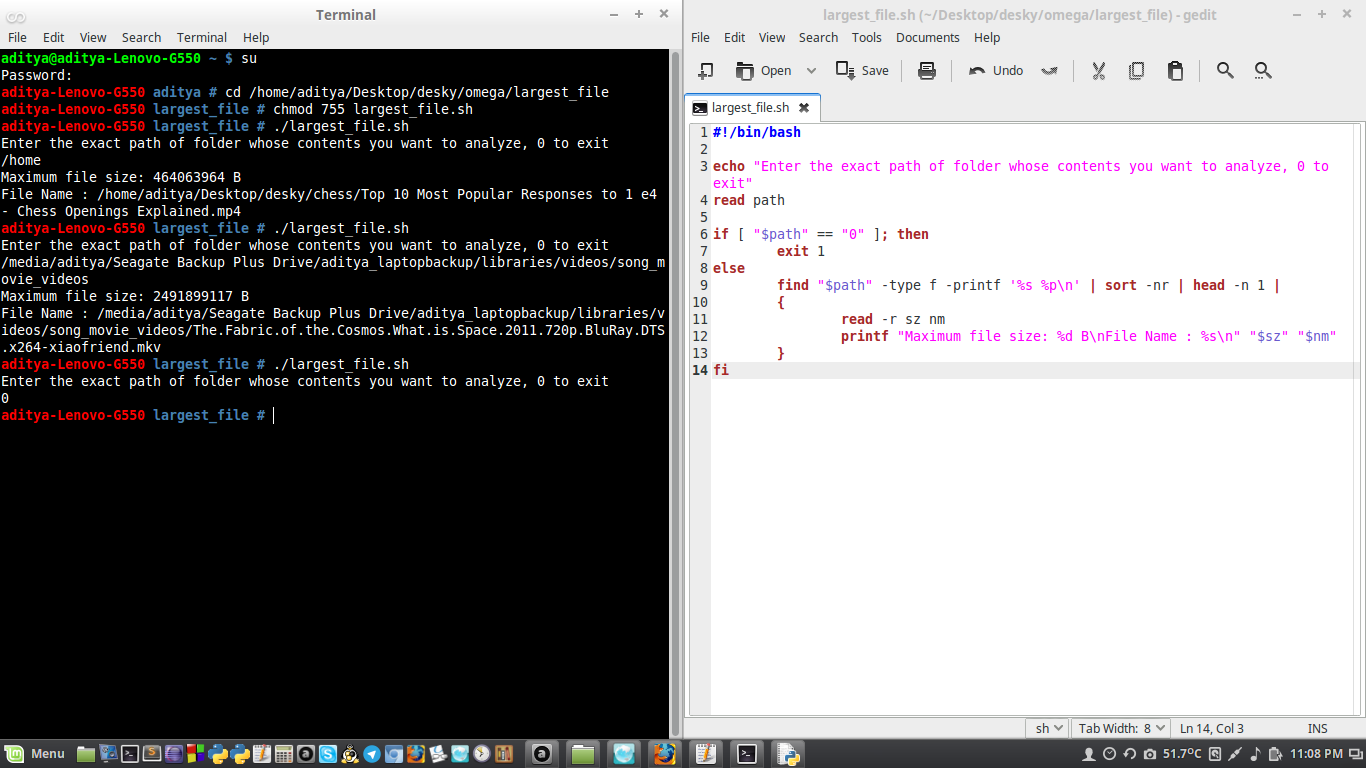 Terminal
File Edit View Search Terminal Help
aditya@aditya-Lenovo-G550 ~ $ su
Password:
aditya-Lenovo-G550 aditya # cd /home/aditya/Desktop/desky/omega/largest_file
aditya-Lenovo-G550 largest_file # chmod 755 largest_file.sh
aditya-Lenovo-G550 largest_file # ./largest_file.sh
Enter the exact path of folder whose contents you want to analyze, 0 to exit
/home
Maximum file size: 464063964 B
File Name : /home/aditya/Desktop/desky/chess/Top 10 Most Popular Responses to 1 e4
- Chess Openings Explained.mp4
aditya-Lenovo-G550 largest_file # ./largest_file.sh
Enter the exact path of folder whose contents you want to analyze, 0 to exit
/media/aditya/Seagate Backup Plus Drive/aditya_laptopbackup/libraries/videos/song_m
ovie_videos
Maximum file size: 2491899117 B
File Name : /media/aditya/Seagate Backup Plus Drive/aditya_laptopbackup/libraries/v
ideos/song_movie_videos/The.Fabric.of.the.Cosmos.What.is.Space.2011.720p.BluRay.DTS
.x264-xiaofriend.mkv
aditya-Lenovo-G550 largest_file # ./largest_file.sh
Enter the exact path of folder whose contents you want to analyze, 0 to exit
0
aditya-Lenovo-G550 largest_file #
largest_file.sh (~/Desktop/desky/omega/largest_file) - gedit
File Edit View Search Tools Documents Help
Open Save Undo
largest_file.sh
1 #!/bin/bash
2
3 echo "Enter the exact path of folder whose contents you want to analyze, 0 to
exit"
4 read path
5
6 if [ "$path" == "0" ]; then
7 exit 1
8 else
9 find "$path" -type f -printf '%s %p\n' | sort -nr | head -n 1 |
10 {
11 read -r sz nm
12 printf "Maximum file size: %d B\nFile Name : %s\n" "$sz" "$nm"
13 }
14 fi
sh Tab Width: 8 Ln 14, Col 3 INS
Menu 51.7°C 11:08 PM